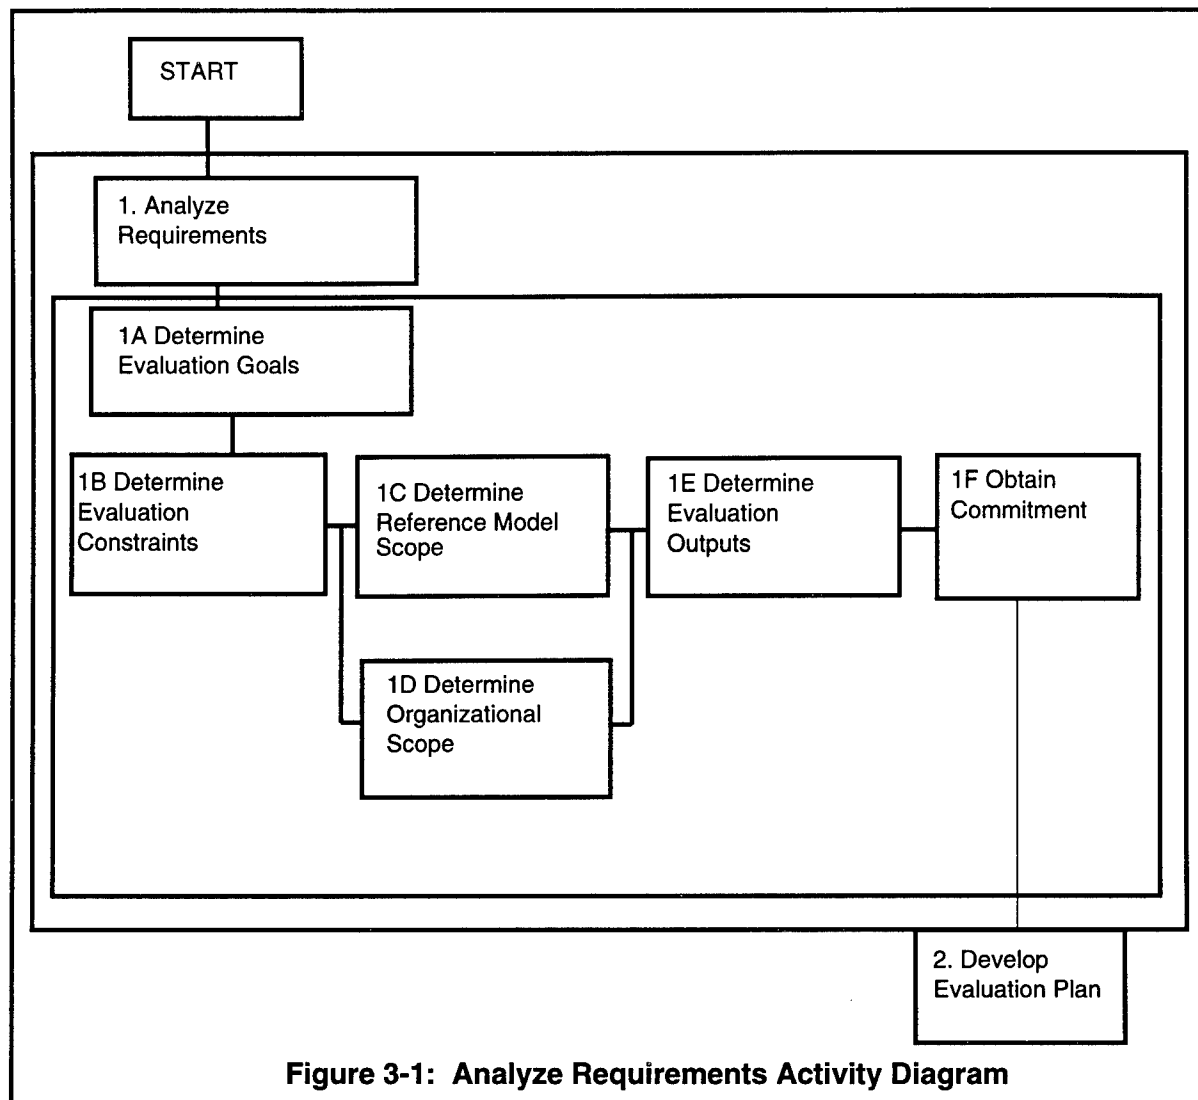 START
1. Analyze
Requirements
1A Determine
Evaluation Goals
1B Determine
Evaluation
Constraints
1C Determine
Reference Model
Scope
1E Determine
Evaluation
Outputs
1F Obtain
Commitment
1D Determine
Organizational
Scope
2. Develop
Evaluation Plan
Figure 3-1: Analyze Requirements Activity Diagram